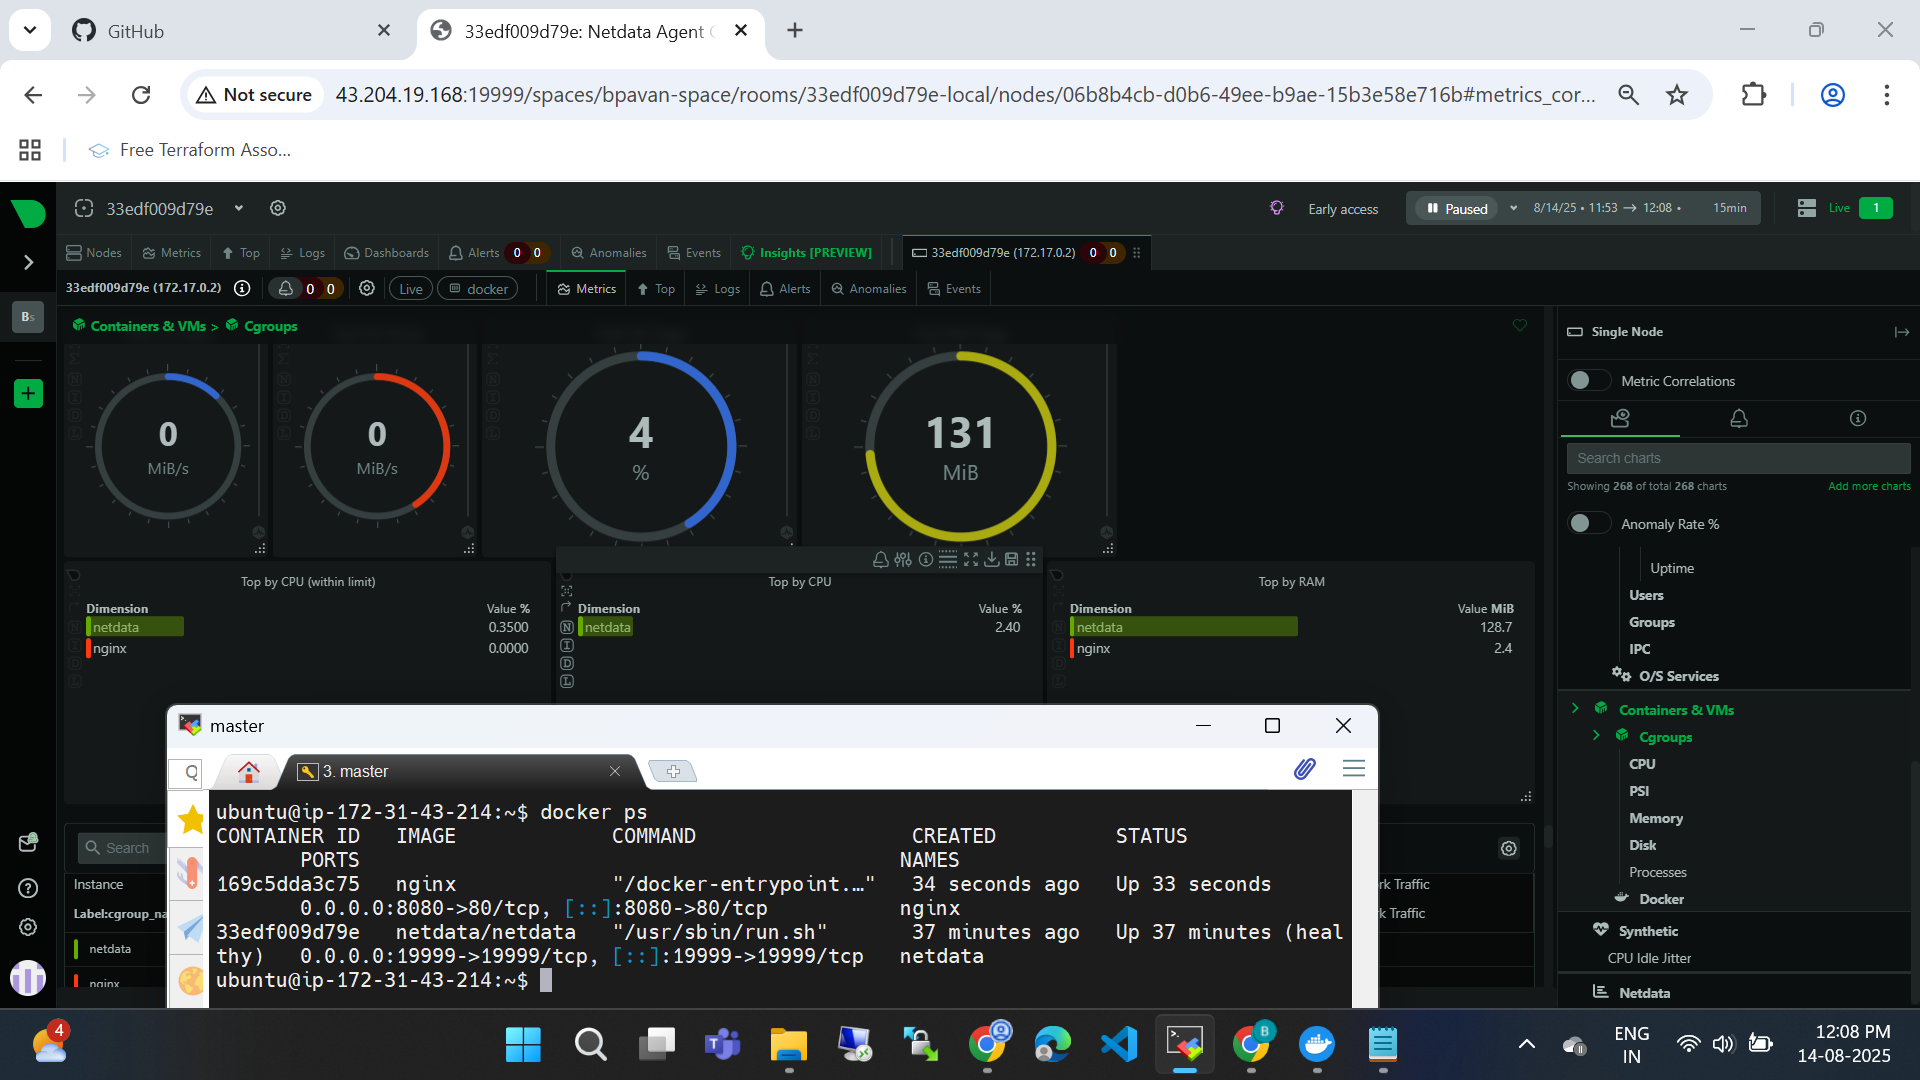 GitHub
33edf009d79e: Netdata Agent
Not secure
43.204.19.168:19999/spaces/bpavan-space/rooms/33edf009d79e-local/nodes/06b8b4cb-d0b6-49ee-b9ae-15b3e58e716b#metrics_cor...
Free Terraform Asso...
33edf009d79e
Early access
Paused
8/14/25 • 11:53 → 12:08 •
15min
Live
1
Nodes
Metrics
Top
Logs
Dashboards
Alerts 0 0
Anomalies
Events
Insights [PREVIEW]
33edf009d79e (172.17.0.2) 0 0
33edf009d79e (172.17.0.2)
0 0
Live
docker
Metrics
Top
Logs
Alerts
Anomalies
Events
Bs
Containers & VMs > Cgroups
0
MiB/s
0
MiB/s
4
%
131
MiB
Top by CPU (within limit)
Dimension Value %
netdata 0.3500
nginx 0.0000
Top by CPU
Dimension Value %
netdata 2.40
N
I
D
L
Top by RAM
Dimension Value MiB
netdata 128.7
nginx 2.4
Search
Instance
Label:cgroup_na
netdata
nginx
rk Traffic
k Traffic
Single Node
Metric Correlations
Search charts
Showing 268 of total 268 charts
Add more charts
Anomaly Rate %
Uptime
Users
Groups
IPC
O/S Services
Containers & VMs
Cgroups
CPU
PSI
Memory
Disk
Processes
Docker
Synthetic
CPU Idle Jitter
Netdata
master
3. master
ubuntu@ip-172-31-43-214:~$ docker ps
CONTAINER ID IMAGE COMMAND CREATED STATUS
PORTS NAMES
169c5dda3c75 nginx "/docker-entrypoint.…" 34 seconds ago Up 33 seconds
0.0.0.0:8080->80/tcp, [::]:8080->80/tcp nginx
33edf009d79e netdata/netdata "/usr/sbin/run.sh" 37 minutes ago Up 37 minutes (heal
thy) 0.0.0.0:19999->19999/tcp, [::]:19999->19999/tcp netdata
ubuntu@ip-172-31-43-214:~$
4
B
ENG
IN
12:08 PM
14-08-2025